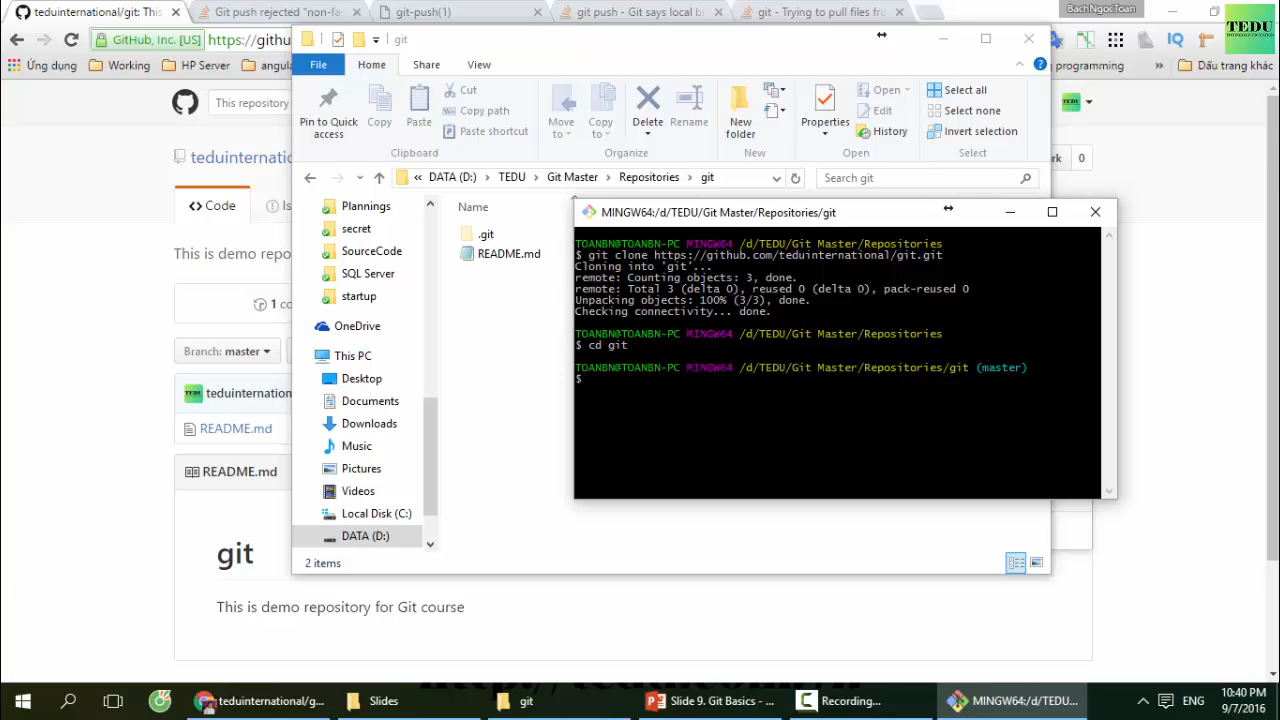 teduinternational/git: This
Git push rejected "non-fas
git-push(1)
git push - Git says local b
git - Trying to pull files fra
BachNgocToan
TEDU
GitHub, Inc. [US]
https://githu
git
Ứng dụng
Working
HP Server
angula
programming
»
Dấu trang khác
File
Home
Share
View
This repository
Pin to Quick access
Copy
Paste
Cut
Copy path
Paste shortcut
Move to
Copy to
Delete
Rename
New folder
Properties
Open
Edit
History
Select all
Select none
Invert selection
Clipboard
Organize
New
Open
Select
rk
0
teduinternatio
« DATA (D:) › TEDU › Git Master › Repositories › git
Search git
<> Code
Is
This is demo repo
1 co
Branch: master
teduinternationa
README.md
README.md
git
This is demo repository for Git course
Plannings
secret
SourceCode
SQL Server
startup
OneDrive
This PC
Desktop
Documents
Downloads
Music
Pictures
Videos
Local Disk (C:)
DATA (D:)
Name
.git
README.md
2 items
MINGW64:/d/TEDU/Git Master/Repositories/git
TOANBN@TOANBN-PC MINGW64 /d/TEDU/Git Master/Repositories
$ git clone https://github.com/teduinternational/git.git
Cloning into 'git'...
remote: Counting objects: 3, done.
remote: Total 3 (delta 0), reused 0 (delta 0), pack-reused 0
Unpacking objects: 100% (3/3), done.
Checking connectivity... done.
TOANBN@TOANBN-PC MINGW64 /d/TEDU/Git Master/Repositories
$ cd git
TOANBN@TOANBN-PC MINGW64 /d/TEDU/Git Master/Repositories/git (master)
$
teduinternational/g...
Slides
git
Slide 9. Git Basics - ...
Recording...
MINGW64:/d/TEDU...
ENG
10:40 PM
9/7/2016